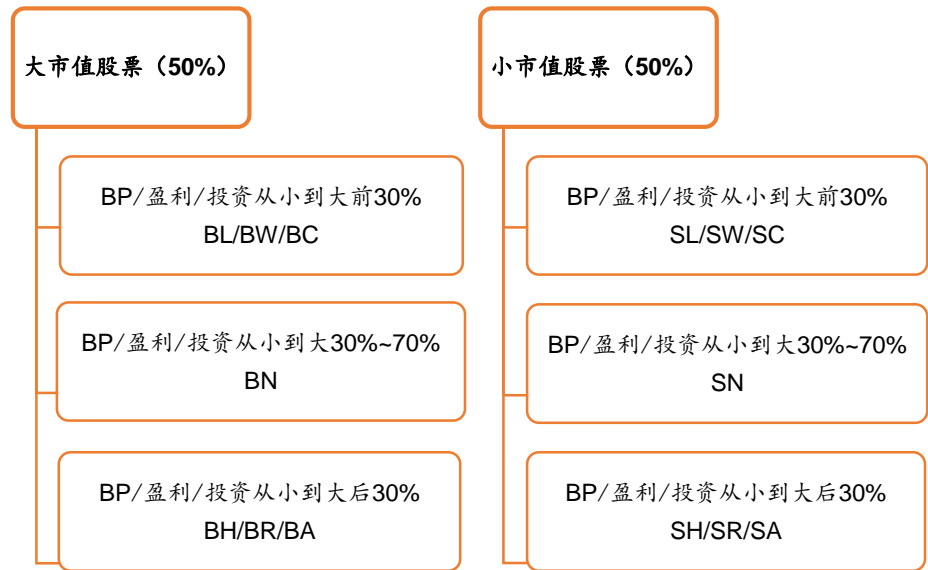 大市值股票（50%）
BP/盈利/投资从小到大前30%
BL/BW/BC
BP/盈利/投资从小到大30%~70%
BN
BP/盈利/投资从小到大后30%
BH/BR/BA
小市值股票（50%）
BP/盈利/投资从小到大前30%
SL/SW/SC
BP/盈利/投资从小到大30%~70%
SN
BP/盈利/投资从小到大后30%
SH/SR/SA